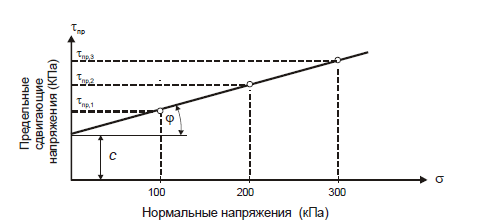 τпр
τпр,3
τпр,2
τпр,1
φ
c
σ
100 200 300
Предельные
сдвигающие
напряжения (КПа)
Нормальные напряжения (кПа)